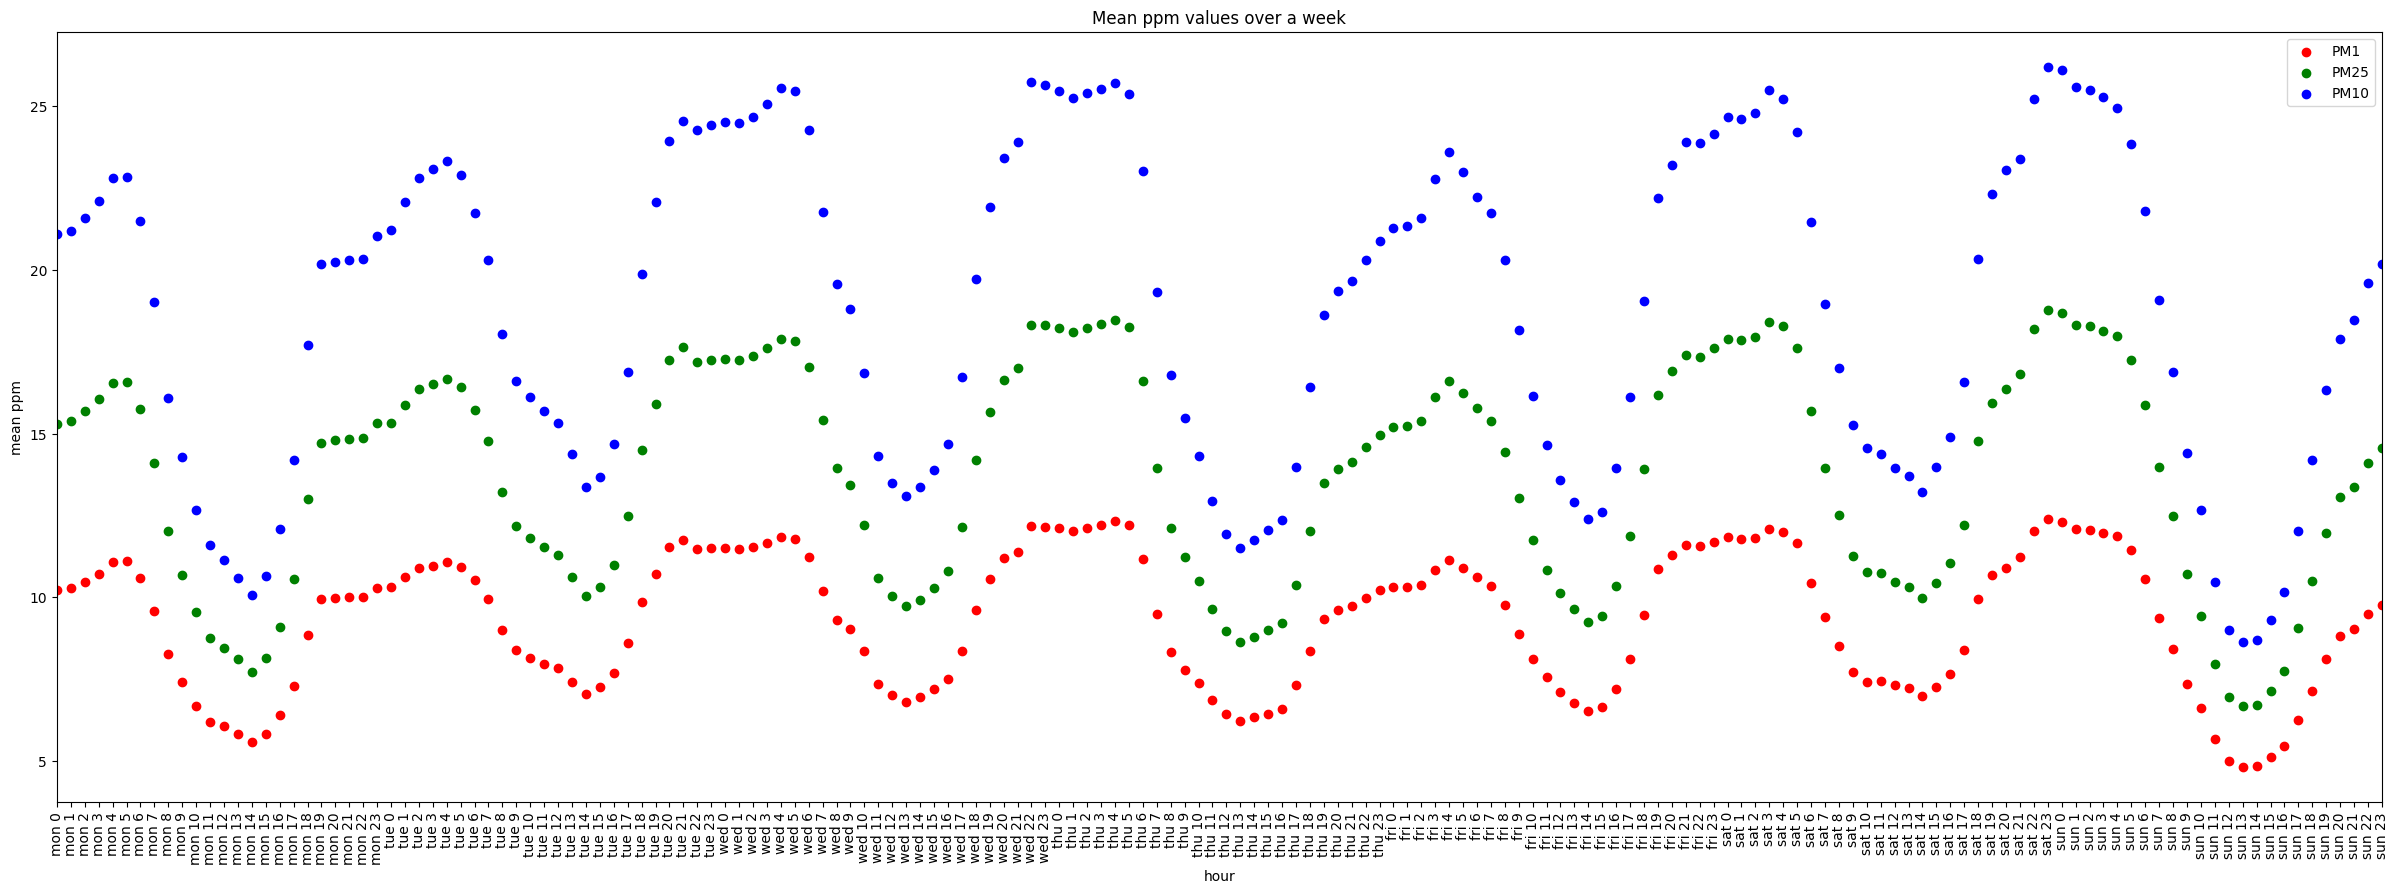 Mean ppm values over a week
PM1
PM25
PM10
25
20
15
10
5
mean ppm
mon 0
mon 1
mon 2
mon 3
mon 4
mon 5
mon 6
mon 7
mon 8
mon 9
mon 10
mon 11
mon 12
mon 13
mon 14
mon 15
mon 16
mon 17
mon 18
mon 19
mon 20
mon 21
mon 22
mon 23
tue 0
tue 1
tue 2
tue 3
tue 4
tue 5
tue 6
tue 7
tue 8
tue 9
tue 10
tue 11
tue 12
tue 13
tue 14
tue 15
tue 16
tue 17
tue 18
tue 19
tue 20
tue 21
tue 22
tue 23
wed 0
wed 1
wed 2
wed 3
wed 4
wed 5
wed 6
wed 7
wed 8
wed 9
wed 10
wed 11
wed 12
wed 13
wed 14
wed 15
wed 16
wed 17
wed 18
wed 19
wed 20
wed 21
wed 22
wed 23
thu 0
thu 1
thu 2
thu 3
thu 4
thu 5
thu 6
thu 7
thu 8
thu 9
thu 10
thu 11
thu 12
thu 13
thu 14
thu 15
thu 16
thu 17
thu 18
thu 19
thu 20
thu 21
thu 22
thu 23
fri 0
fri 1
fri 2
fri 3
fri 4
fri 5
fri 6
fri 7
fri 8
fri 9
fri 10
fri 11
fri 12
fri 13
fri 14
fri 15
fri 16
fri 17
fri 18
fri 19
fri 20
fri 21
fri 22
fri 23
sat 0
sat 1
sat 2
sat 3
sat 4
sat 5
sat 6
sat 7
sat 8
sat 9
sat 10
sat 11
sat 12
sat 13
sat 14
sat 15
sat 16
sat 17
sat 18
sat 19
sat 20
sat 21
sat 22
sat 23
sun 0
sun 1
sun 2
sun 3
sun 4
sun 5
sun 6
sun 7
sun 8
sun 9
sun 10
sun 11
sun 12
sun 13
sun 14
sun 15
sun 16
sun 17
sun 18
sun 19
sun 20
sun 21
sun 22
sun 23
hour